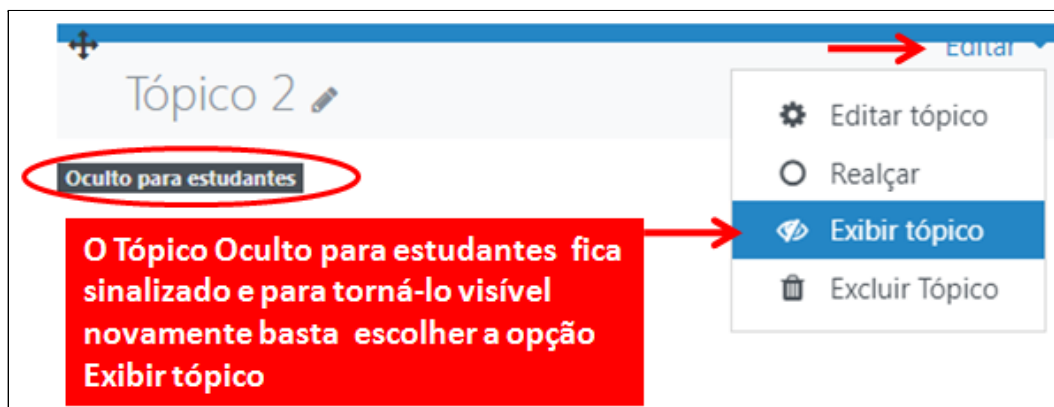 Editar
Tópico 2
Editar tópico
Realçar
Oculto para estudantes
Exibir tópico
Excluir Tópico
O Tópico Oculto para estudantes fica
sinalizado e para torná-lo visível
novamente basta escolher a opção
Exibir tópico